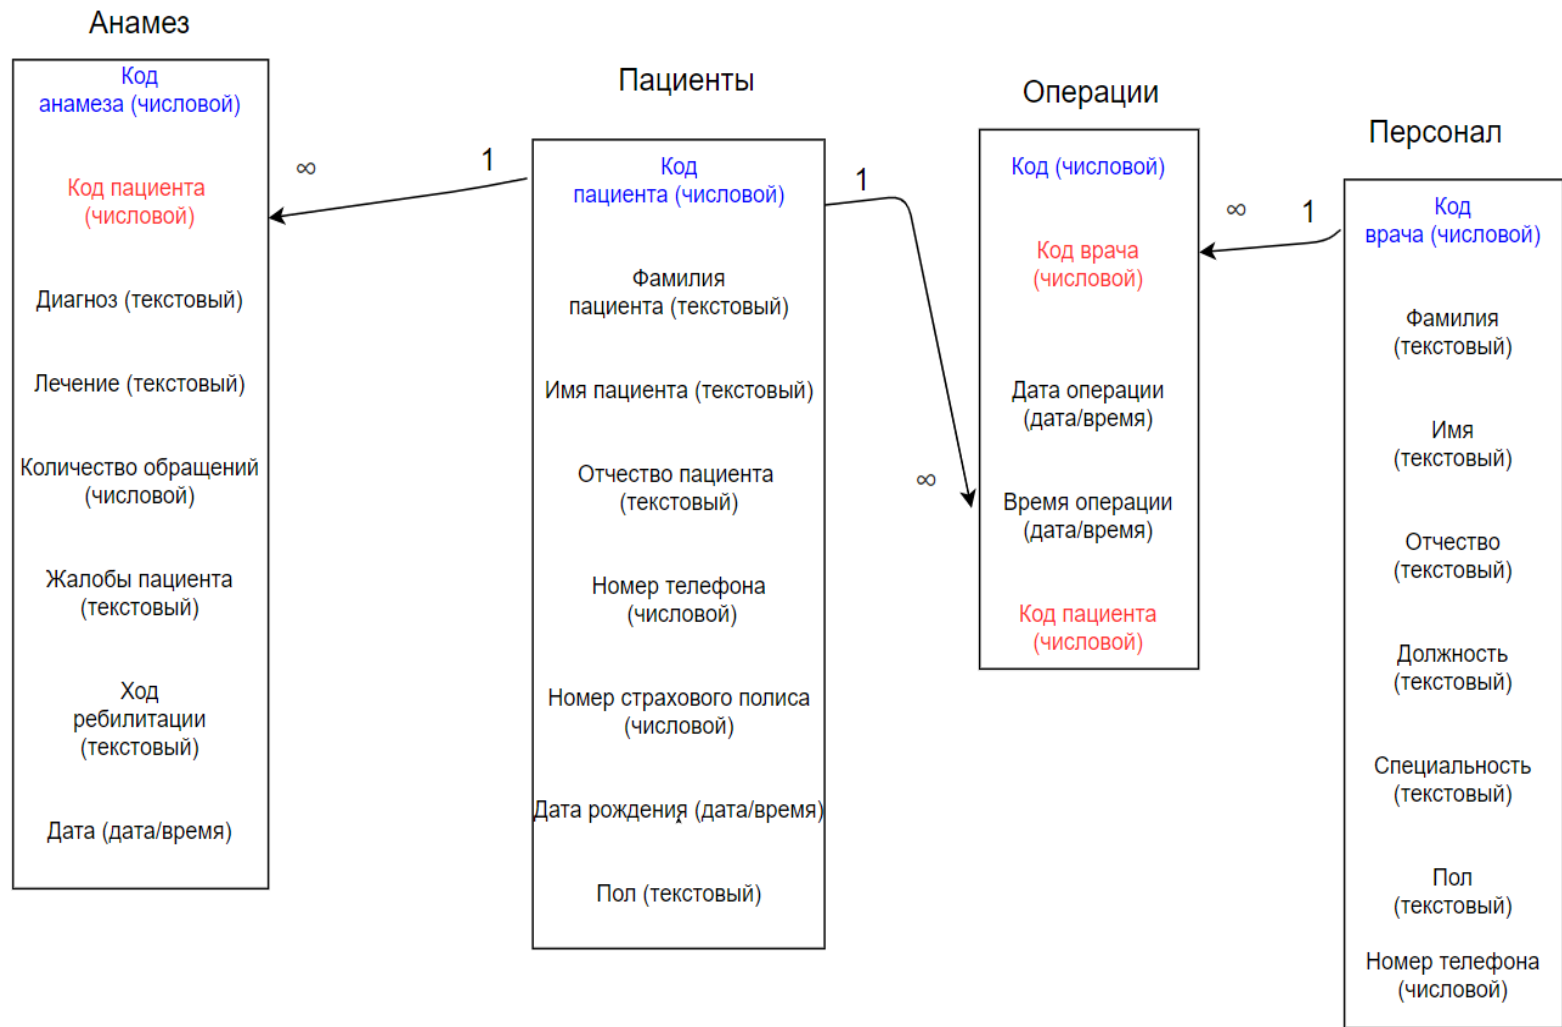 Анамез
Код
анамеза (числовой)
Код пациента
(числовой)
Диагноз (текстовый)
Лечение (текстовый)
Количество обращений
(числовой)
Жалобы пациента
(текстовый)
Ход
ребилитации
(текстовый)
Дата (дата/время)
∞
1
Пациенты
Код
пациента (числовой)
Фамилия
пациента (текстовый)
Имя пациента (текстовый)
Отчество пациента
(текстовый)
Номер телефона
(числовой)
Номер страхового полиса
(числовой)
Дата рождения (дата/время)
Пол (текстовый)
1
∞
Операции
Код (числовой)
Код врача
(числовой)
Дата операции
(дата/время)
Время операции
(дата/время)
Код пациента
(числовой)
∞
1
Персонал
Код
врача (числовой)
Фамилия
(текстовый)
Имя
(текстовый)
Отчество
(текстовый)
Должность
(текстовый)
Специальность
(текстовый)
Пол
(текстовый)
Номер телефона
(числовой)